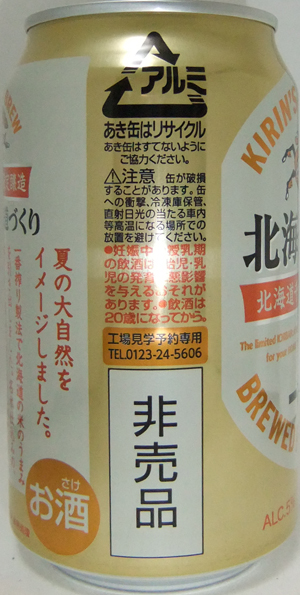 アルミ
あき缶はリサイクル
あき缶はすてないように
ご協力ください。
⚠注意 缶が破損
することがあります。缶
への衝撃、冷凍庫保管、
直射日光の当たる車内
等高温になる場所での
放置を避けてください。
●妊娠中や授乳期
の飲酒は、胎児・乳
児の発育に悪影響
を与えるおそれが
あります。●飲酒は
20歳になってから。
工場見学予約専用
TEL.0123-24-5606
非売品
づくり
夏の大自然を
イメージしました。
一番搾り製法で北海道の米のうまみ
さけ
お酒
KIRIN'S
北海
北海道
The limited
for your
BREWED
ALC.5%
BREW